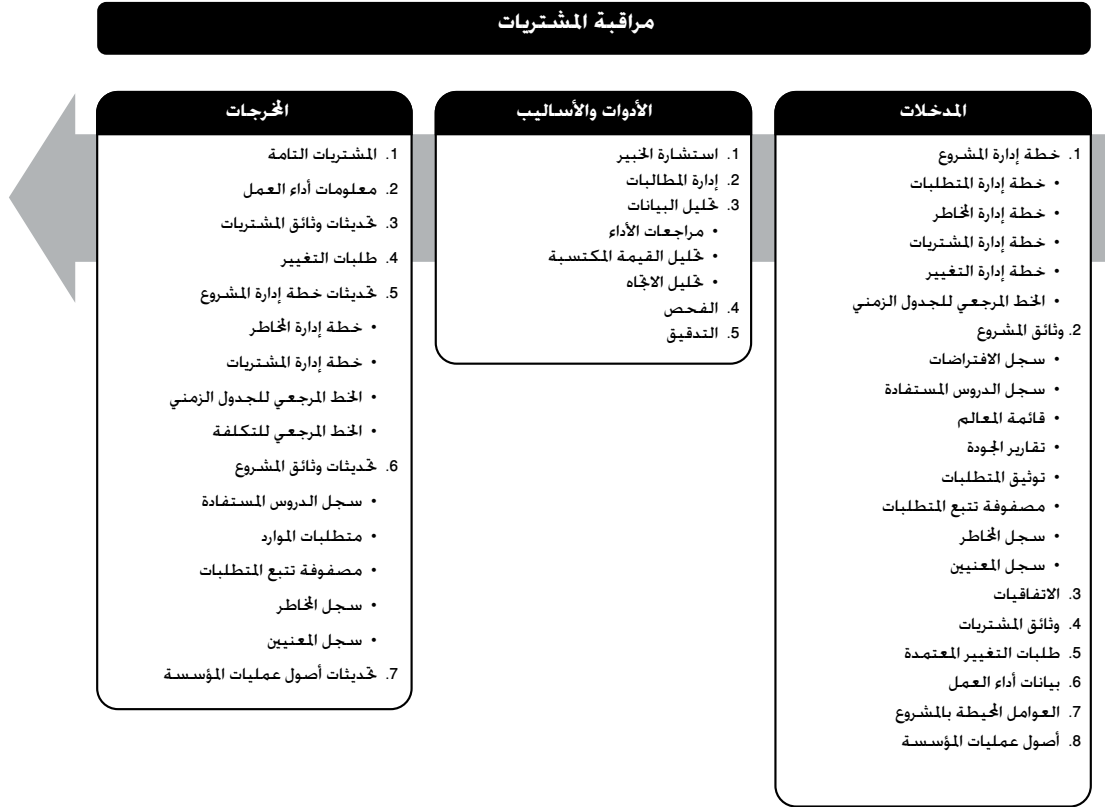 مراقبة المشتريات
المدخلات
1. خطة إدارة المشروع
• خطة إدارة المتطلبات
• خطة إدارة المخاطر
• خطة إدارة المشتريات
• خطة إدارة التغيير
• الخط المرجعي للجدول الزمني
2. وثائق المشروع
• سجل الافتراضات
• سجل الدروس المستفادة
• قائمة المعالم
• تقارير الجودة
• توثيق المتطلبات
• مصفوفة تتبع المتطلبات
• سجل المخاطر
• سجل المعنيين
3. الاتفاقيات
4. وثائق المشتريات
5. طلبات التغيير المعتمدة
6. بيانات أداء العمل
7. العوامل المحيطة بالمشروع
8. أصول عمليات المؤسسة
الأدوات والأساليب
1. استشارة الخبير
2. إدارة المطالبات
3. تحليل البيانات
• مراجعات الأداء
• تحليل القيمة المكتسبة
• تحليل الاتجاه
4. الفحص
5. التدقيق
المخرجات
1. المشتريات التامة
2. معلومات أداء العمل
3. تحديثات وثائق المشتريات
4. طلبات التغيير
5. تحديثات خطة إدارة المشروع
• خطة إدارة المخاطر
• خطة إدارة المشتريات
• الخط المرجعي للجدول الزمني
• الخط المرجعي للتكلفة
6. تحديثات وثائق المشروع
• سجل الدروس المستفادة
• متطلبات الموارد
• مصفوفة تتبع المتطلبات
• سجل المخاطر
• سجل المعنيين
7. تحديثات أصول عمليات المؤسسة